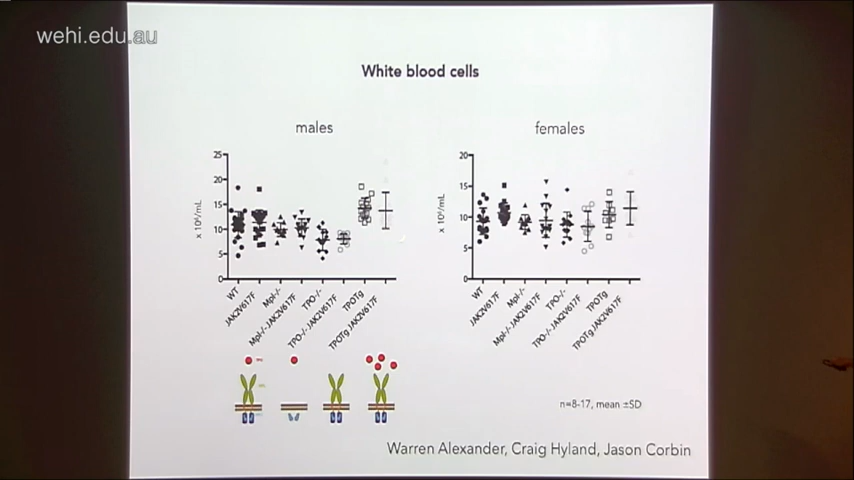 wehi.edu.au
White blood cells
males
females
25
20
15
10
5
0
x 10⁶/mL
WT
JAK2V617F
Mpl-/-
Mpl-/- JAK2V617F
TPO-/-
TPO-/- JAK2V617F
TPOTg
TPOTg JAK2V617F
20
15
10
5
0
x 10⁶/mL
WT
JAK2V617F
Mpl-/-
Mpl-/- JAK2V617F
TPO-/-
TPO-/- JAK2V617F
TPOTg
TPOTg JAK2V617F
n=8-17, mean ±SD
Warren Alexander, Craig Hyland, Jason Corbin